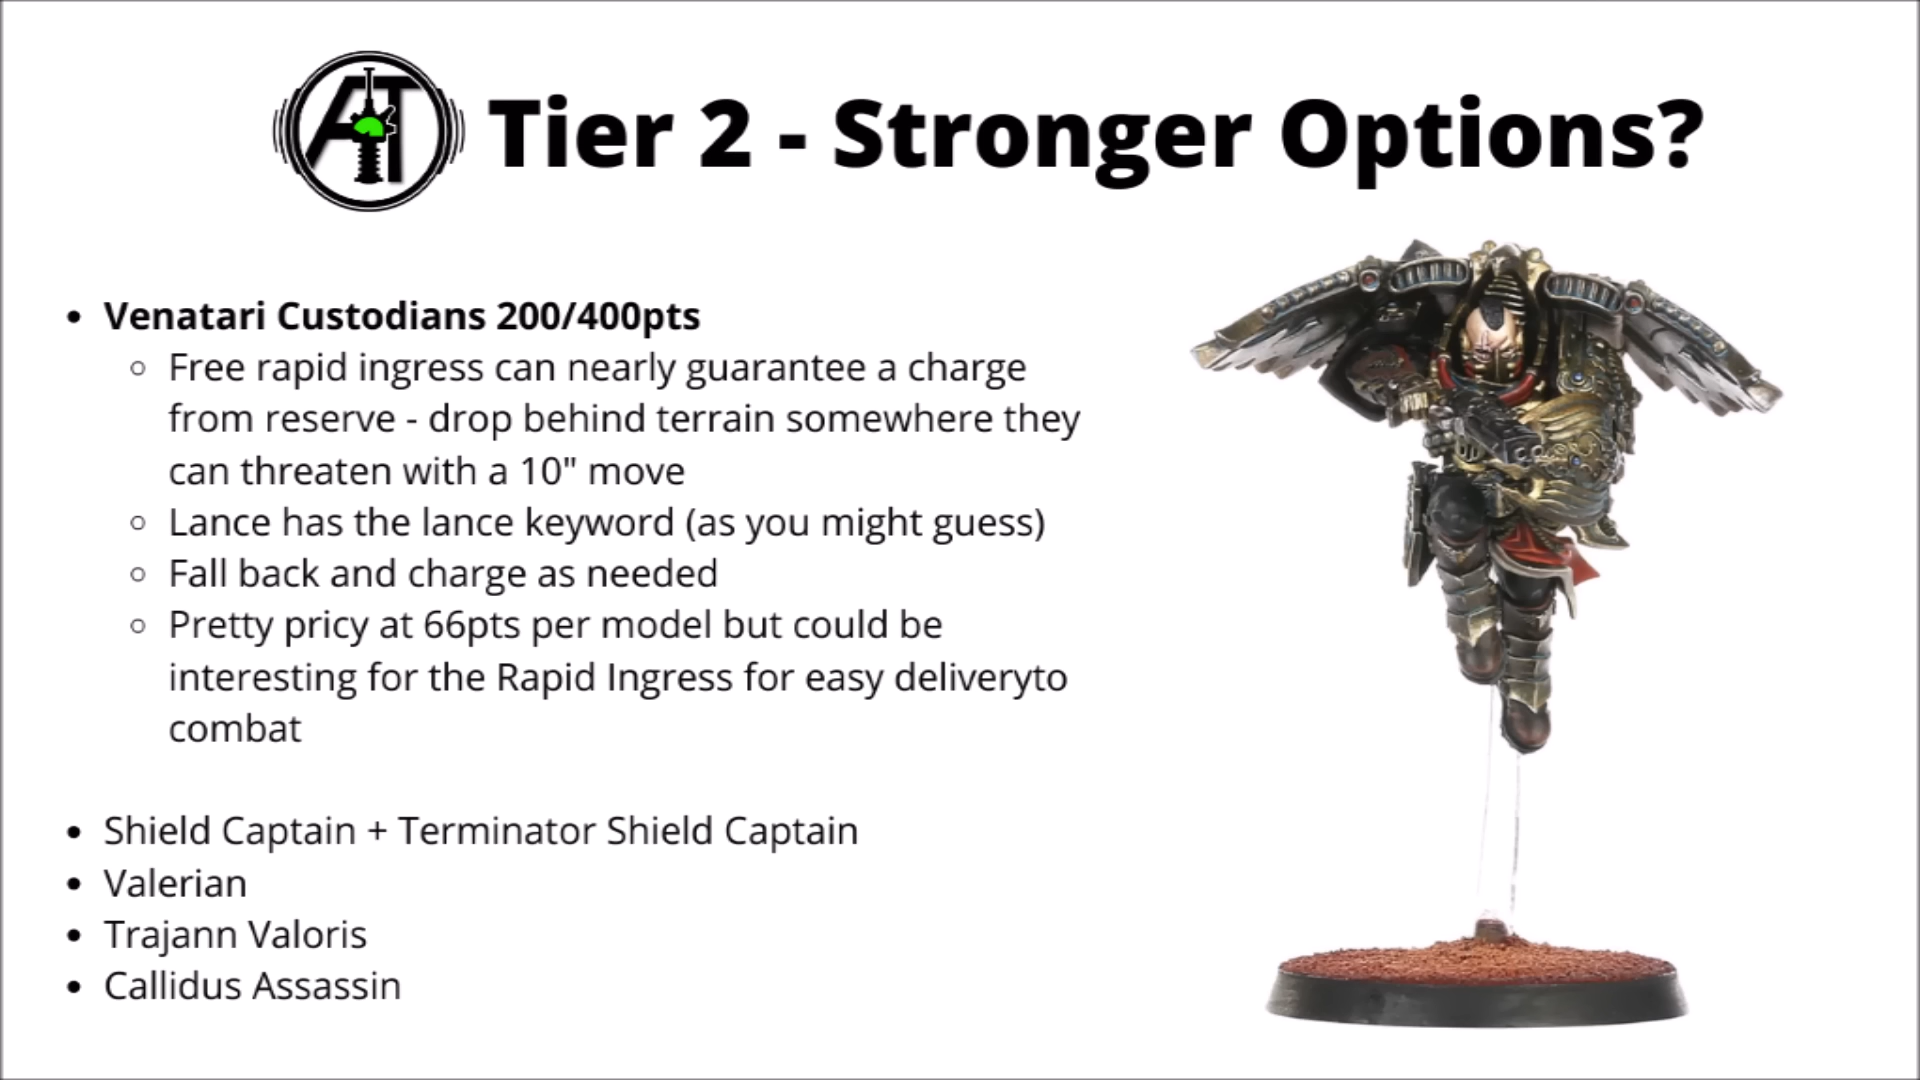 AT
Tier 2 - Stronger Options?
• Venatari Custodians 200/400pts
○ Free rapid ingress can nearly guarantee a charge
from reserve - drop behind terrain somewhere they
can threaten with a 10" move
○ Lance has the lance keyword (as you might guess)
○ Fall back and charge as needed
○ Pretty pricy at 66pts per model but could be
interesting for the Rapid Ingress for easy deliveryto
combat
• Shield Captain + Terminator Shield Captain
• Valerian
• Trajann Valoris
• Callidus Assassin